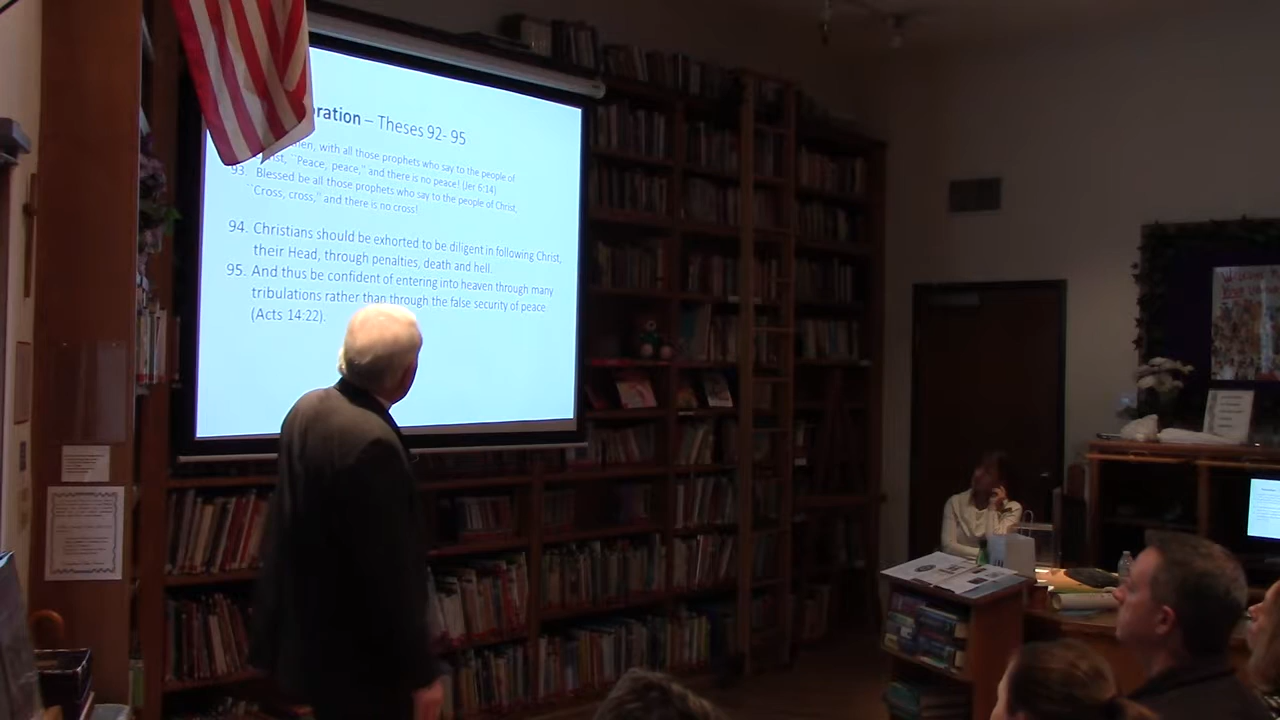 oration – Theses 92- 95
hen, with all those prophets who say to the people of
rist, ``Peace, peace,'' and there is no peace! (Jer 6:14)
93. Blessed be all those prophets who say to the people of Christ,
``Cross, cross,'' and there is no cross!
94. Christians should be exhorted to be diligent in following Christ,
their Head, through penalties, death and hell.
95. And thus be confident of entering into heaven through many
tribulations rather than through the false security of peace
(Acts 14:22).